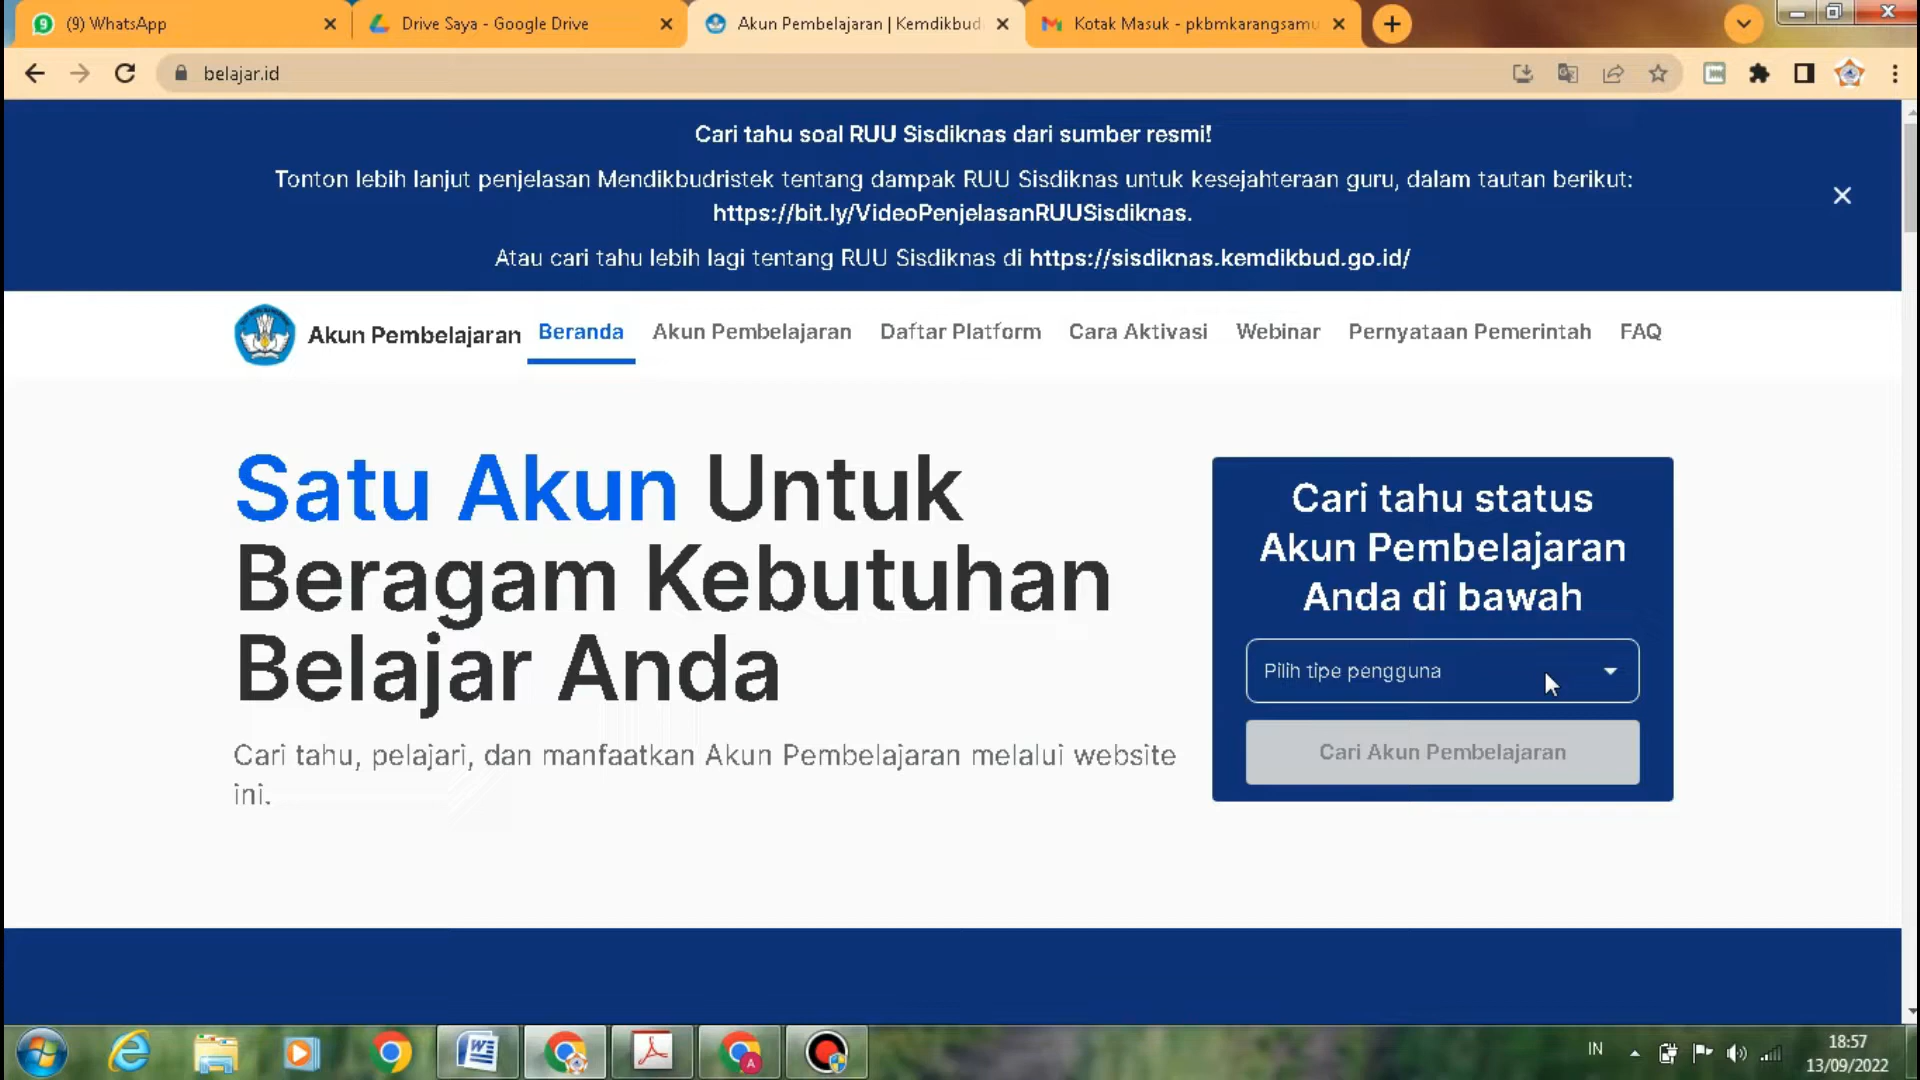 (9) WhatsApp
Drive Saya - Google Drive
Akun Pembelajaran | Kemdikbud
Kotak Masuk - pkbmkarangsamu
belajar.id
Cari tahu soal RUU Sisdiknas dari sumber resmi!
Tonton lebih lanjut penjelasan Mendikbudristek tentang dampak RUU Sisdiknas untuk kesejahteraan guru, dalam tautan berikut:
https://bit.ly/VideoPenjelasanRUUSisdiknas.
Atau cari tahu lebih lagi tentang RUU Sisdiknas di https://sisdiknas.kemdikbud.go.id/
Akun Pembelajaran
Beranda
Akun Pembelajaran
Daftar Platform
Cara Aktivasi
Webinar
Pernyataan Pemerintah
FAQ
Satu Akun Untuk
Beragam Kebutuhan
Belajar Anda
Cari tahu, pelajari, dan manfaatkan Akun Pembelajaran melalui website
ini.
Cari tahu status
Akun Pembelajaran
Anda di bawah
Pilih tipe pengguna
Cari Akun Pembelajaran
IN
18:57
13/09/2022